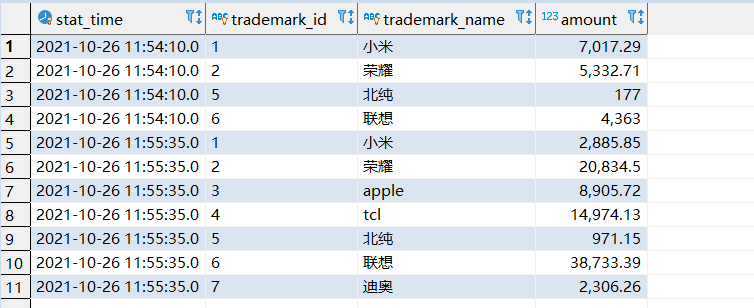 stat_time ABC trademark_id ABC trademark_name 123 amount
1 2021-10-26 11:54:10.0 1 小米 7,017.29
2 2021-10-26 11:54:10.0 2 荣耀 5,332.71
3 2021-10-26 11:54:10.0 5 北纯 177
4 2021-10-26 11:54:10.0 6 联想 4,363
5 2021-10-26 11:55:35.0 1 小米 2,885.85
6 2021-10-26 11:55:35.0 2 荣耀 20,834.5
7 2021-10-26 11:55:35.0 3 apple 8,905.72
8 2021-10-26 11:55:35.0 4 tcl 14,974.13
9 2021-10-26 11:55:35.0 5 北纯 971.15
10 2021-10-26 11:55:35.0 6 联想 38,733.39
11 2021-10-26 11:55:35.0 7 迪奥 2,306.26